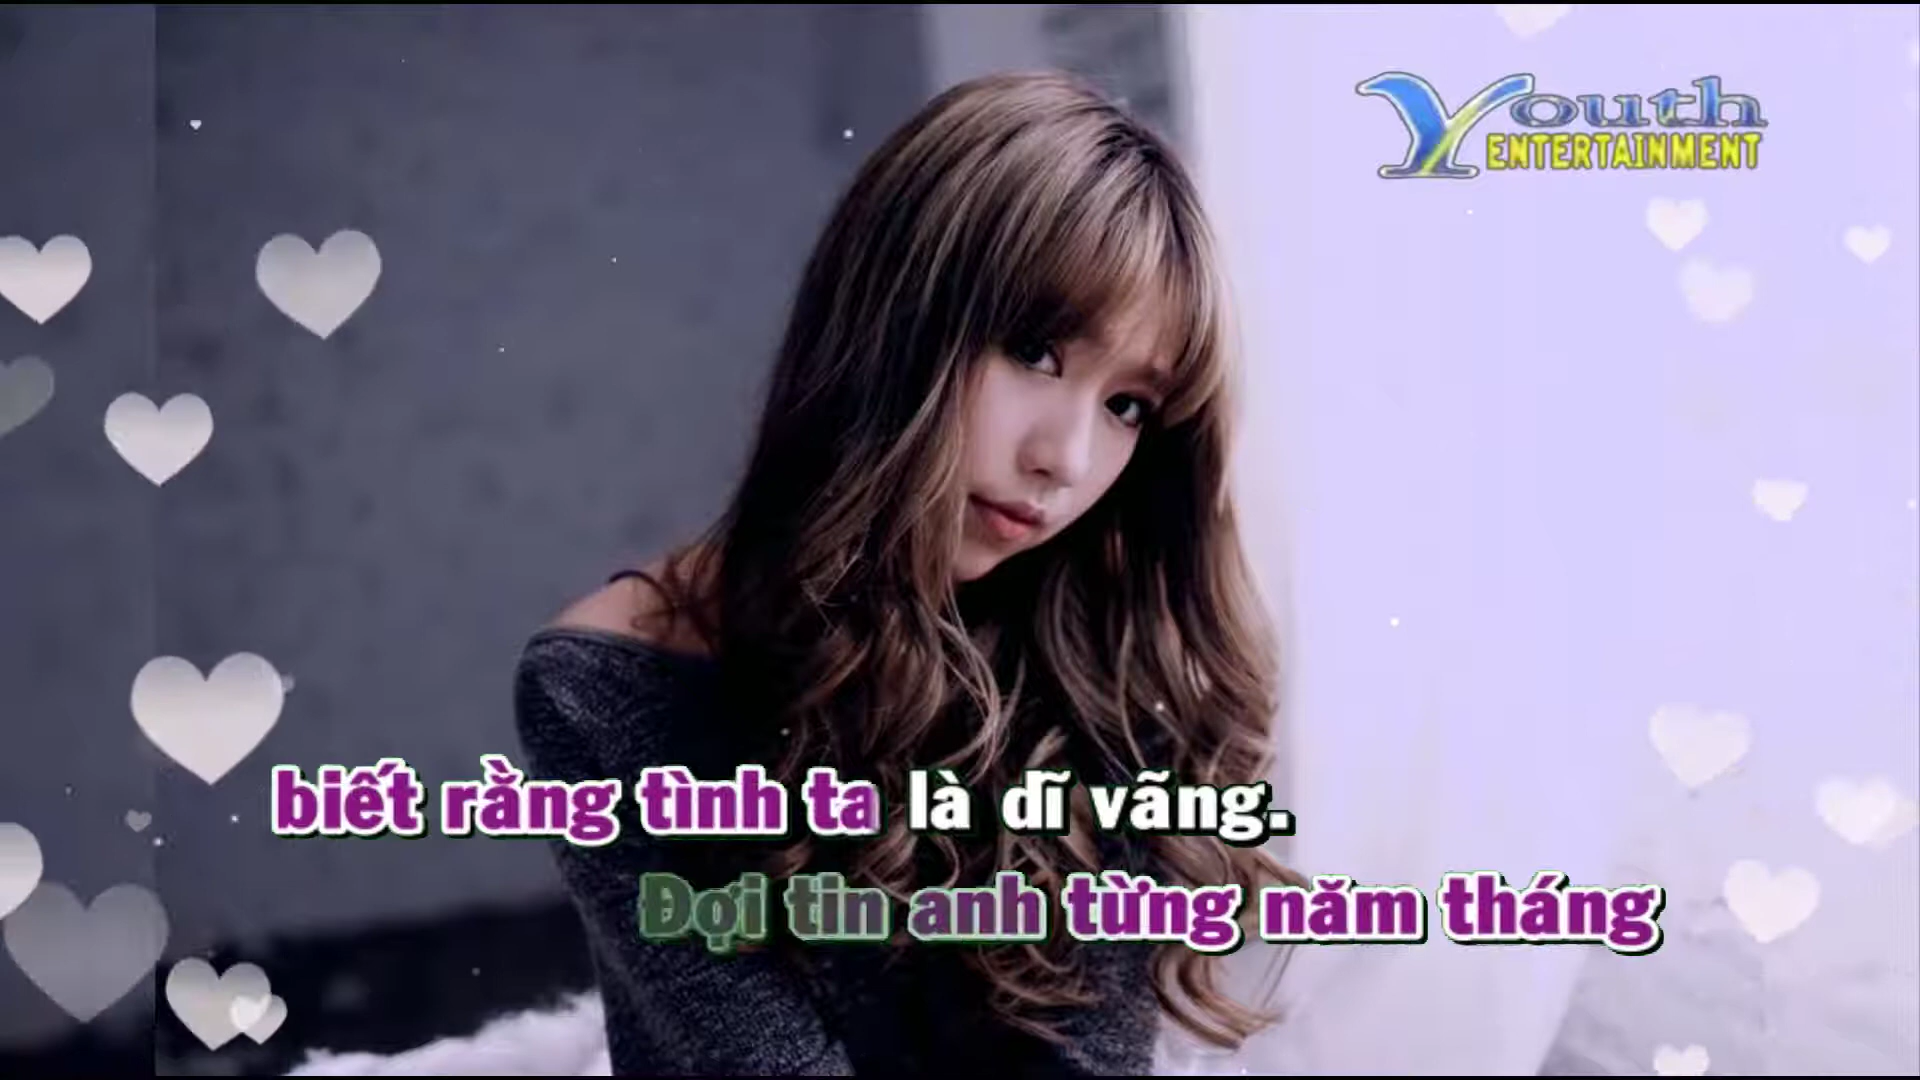 Youth
ENTERTAINMENT
biết rằng tình ta là dĩ vãng.
Đợi tin anh từng năm tháng